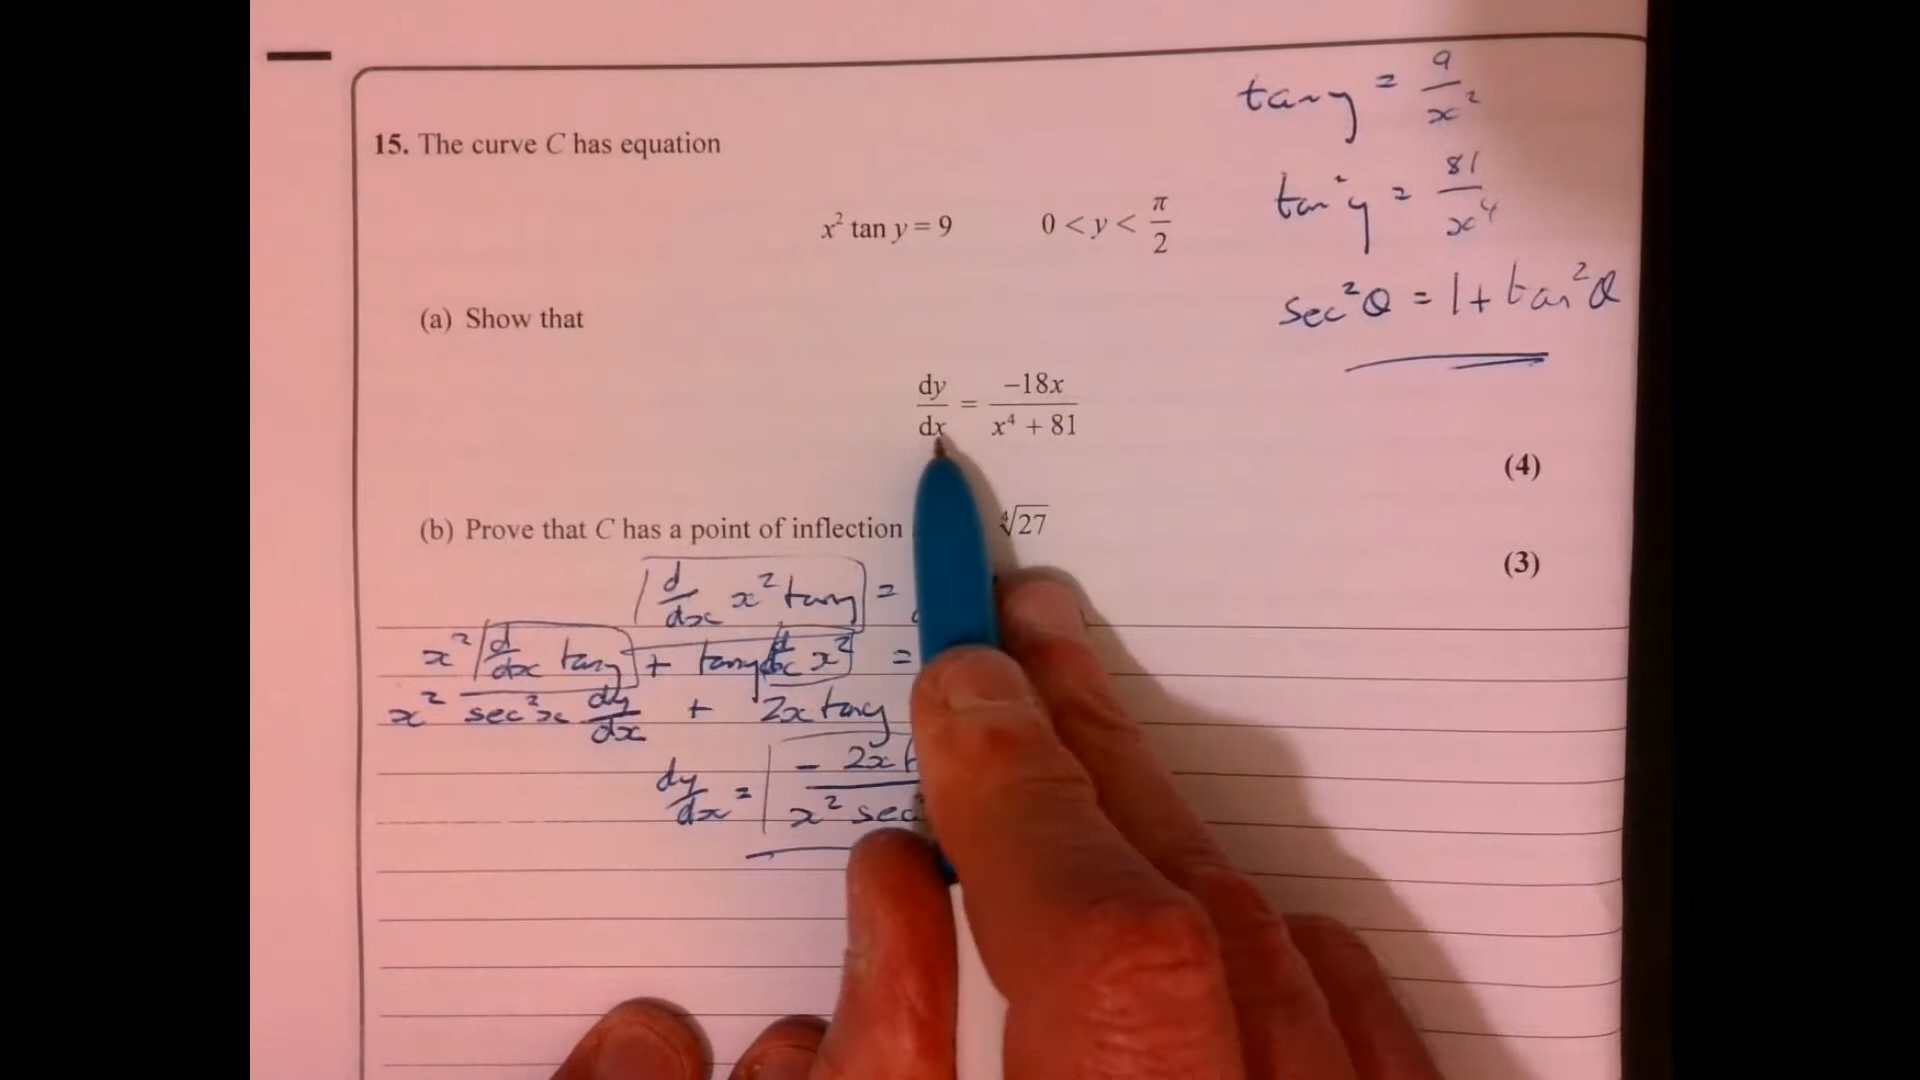 15. The curve C has equation
x² tan y = 9    0 < y < π/2
(a) Show that
dy/dx = -18x/(x⁴ + 81)
(4)
(b) Prove that C has a point of inflection ⁴√27
(3)
tan y = 9/x²
tan²y = 81/x⁴
sec²θ = 1 + tan²θ
d/dx x² tan y =
x² d/dx tan y + tan y d/dx x² =
x² sec²x dy/dx + 2x tan y
dy/dx = - 2x
x² sec